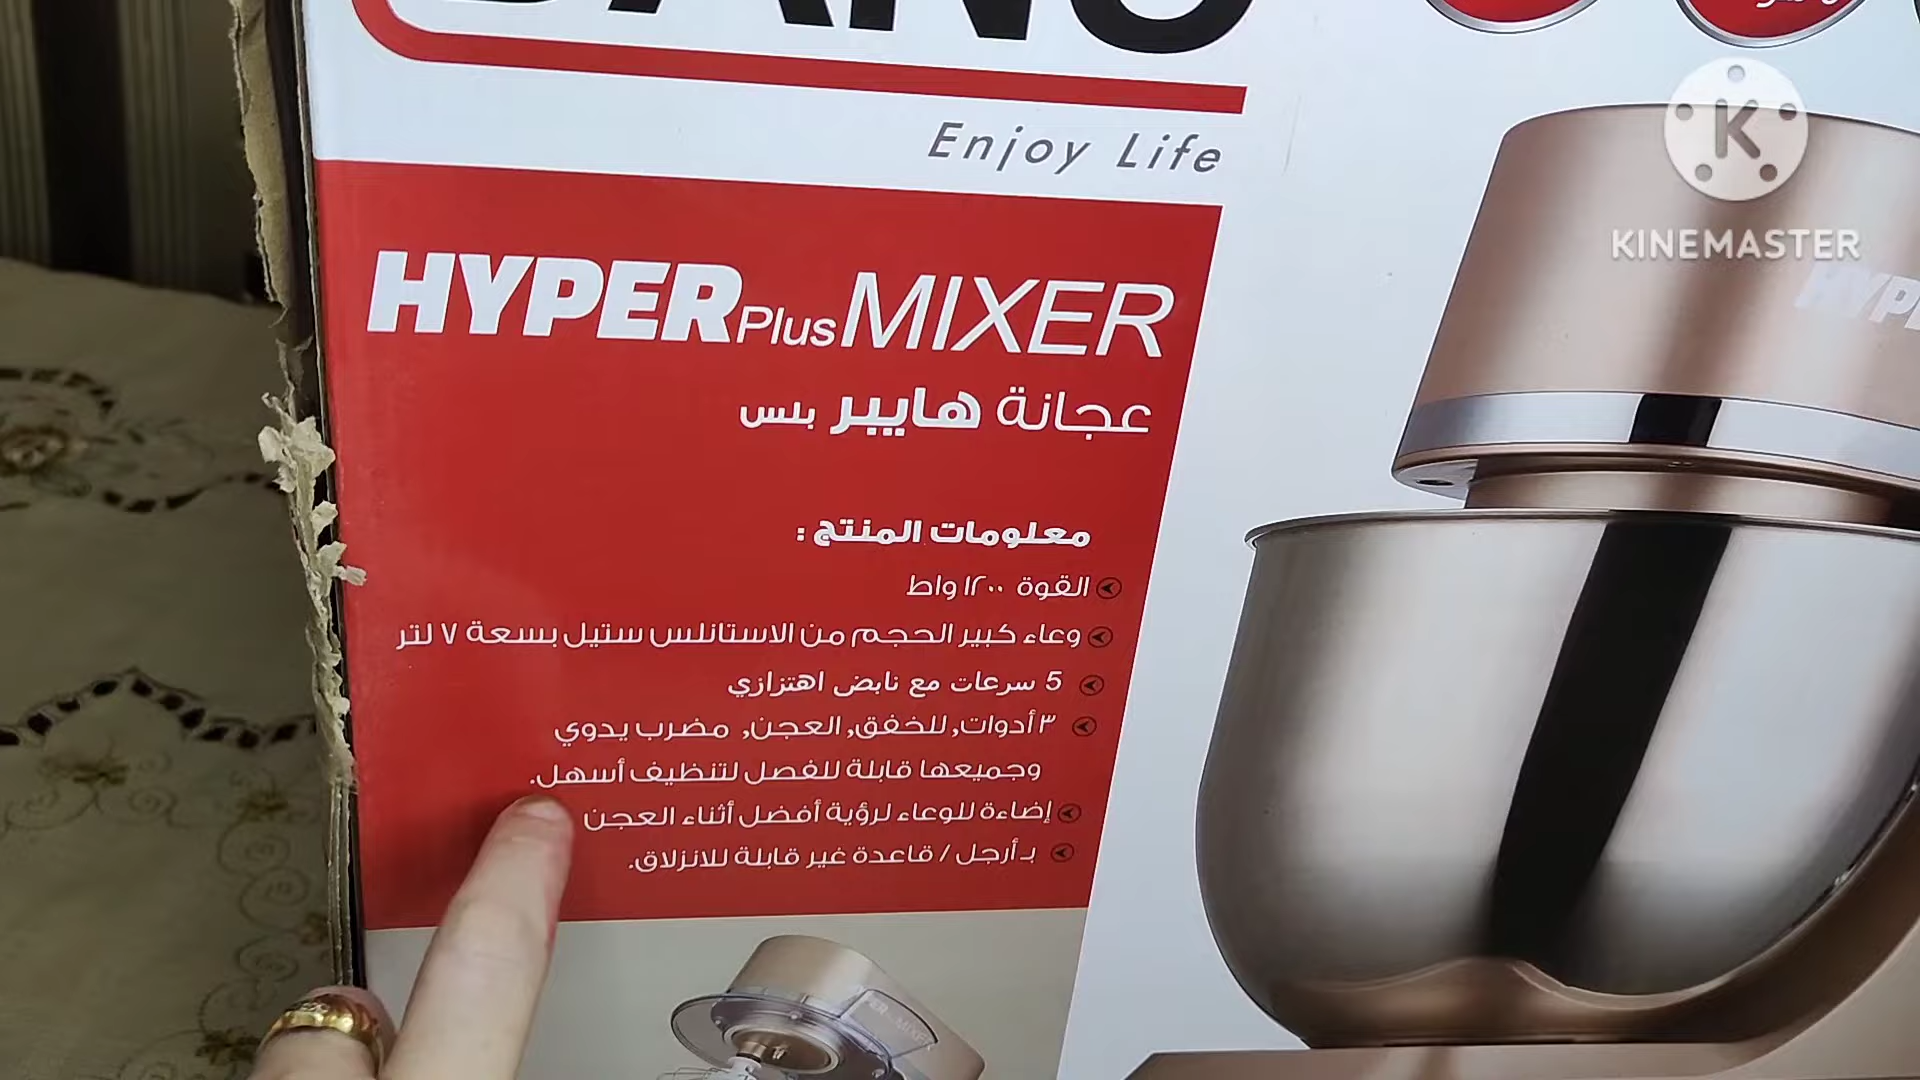 Enjoy Life
HYPER Plus MIXER
عجانة هايبر بلس
معلومات المنتج :
القوة ١٢٠٠ واط
وعاء كبير الحجم من الاستانلس ستيل بسعة ٧ لتر
5 سرعات مع نابض اهتزازي
٣ أدوات, للخفق, العجن, مضرب يدوي
وجميعها قابلة للفصل لتنظيف أسهل.
إضاءة للوعاء لرؤية أفضل أثناء العجن
بـ أرجل / قاعدة غير قابلة للانزلاق.
K
KINEMASTER